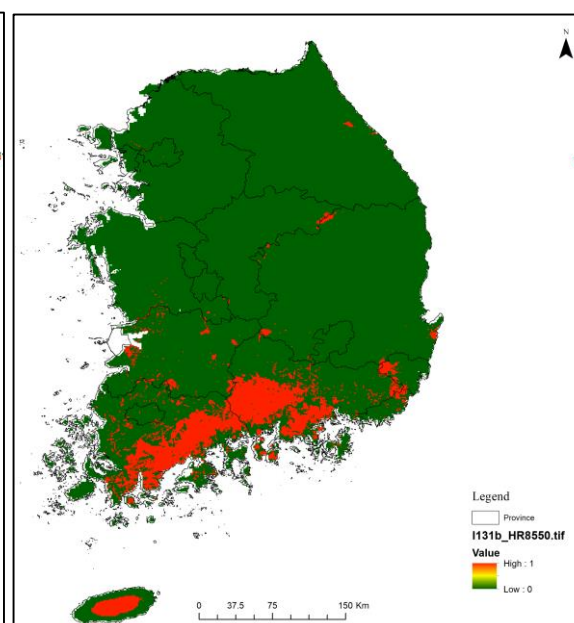 N
Legend
Province
I131b_HR8550.tif
Value
High : 1
Low : 0
0 37.5 75 150 Km